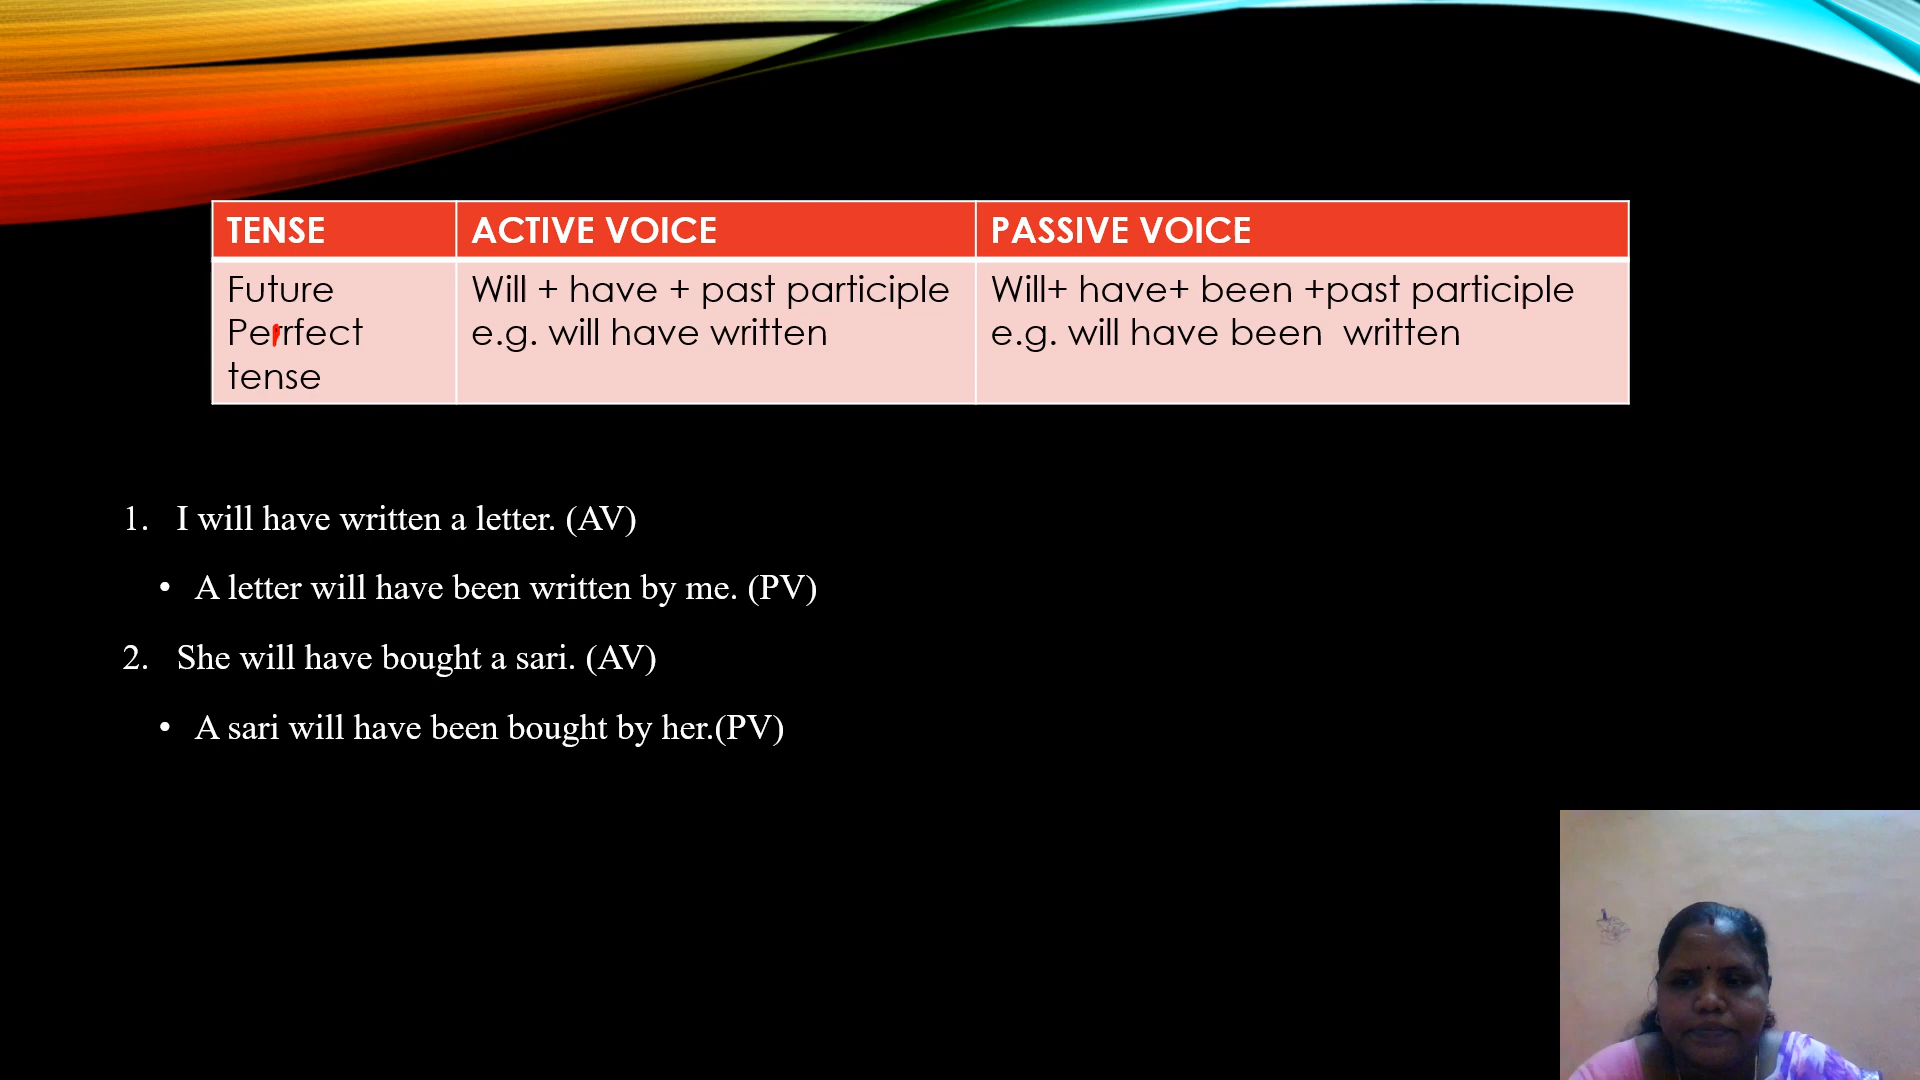 TENSE ACTIVE VOICE PASSIVE VOICE
Future Will + have + past participle Will+ have+ been +past participle
Perrfect e.g. will have written e.g. will have been written
tense
1. I will have written a letter. (AV)
• A letter will have been written by me. (PV)
2. She will have bought a sari. (AV)
• A sari will have been bought by her.(PV)